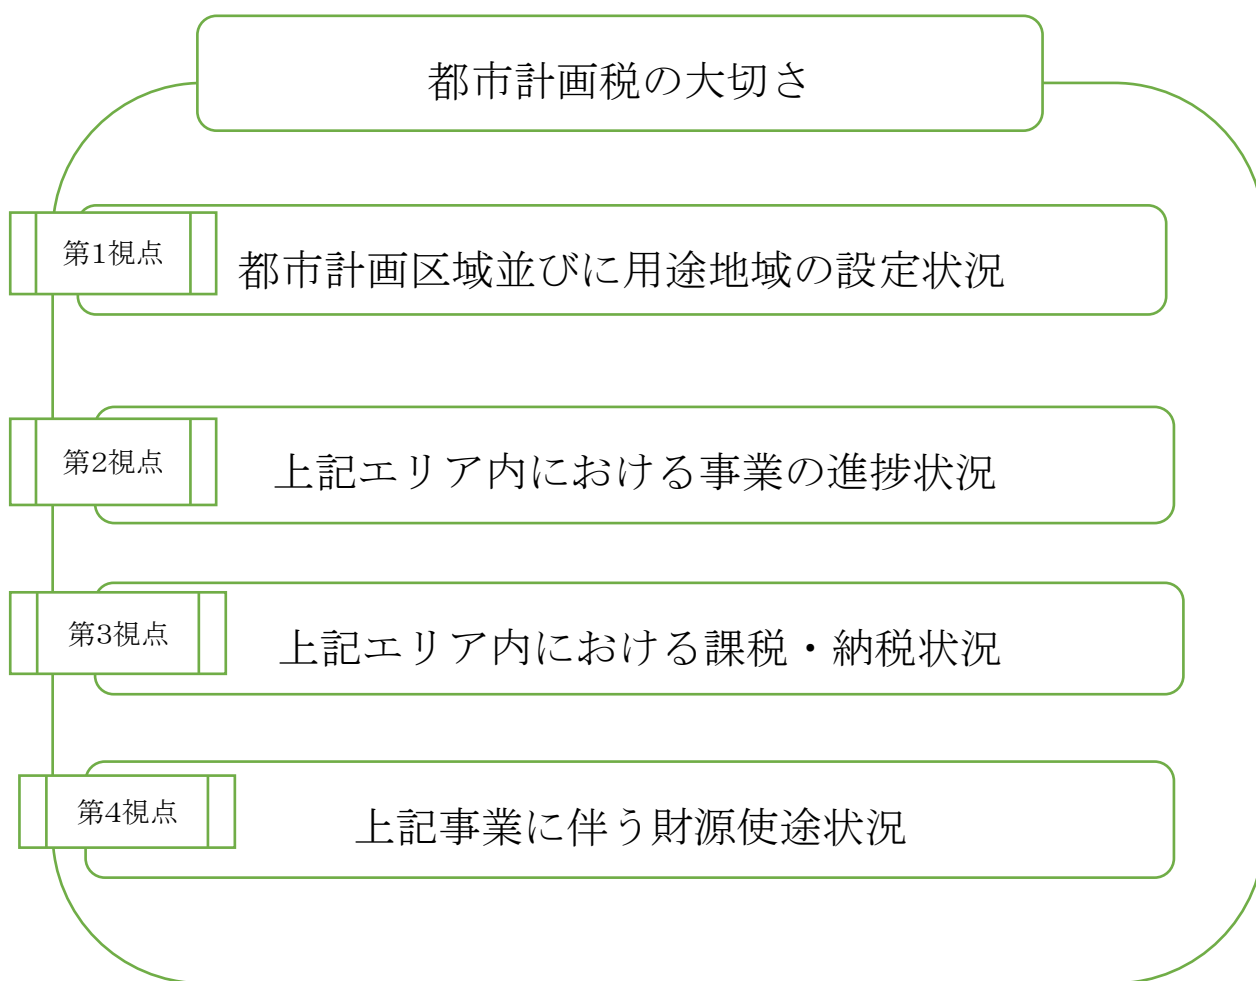 都市計画税の大切さ
第1視点
都市計画区域並びに用途地域の設定状況
第2視点
上記エリア内における事業の進捗状況
第3視点
上記エリア内における課税・納税状況
第4視点
上記事業に伴う財源使途状況